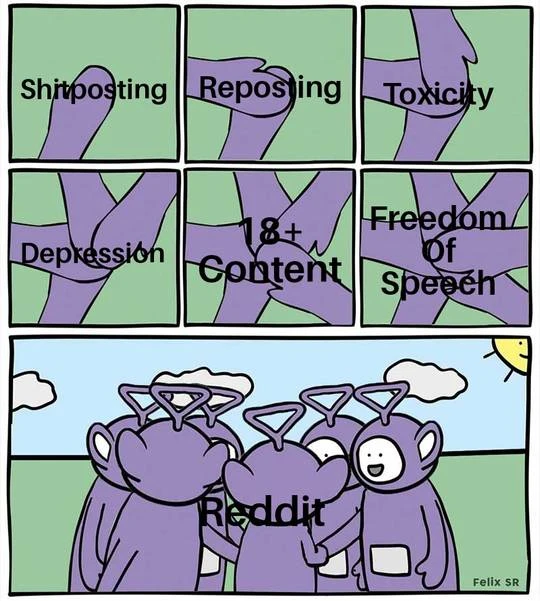 Shitposting
Reposting
Toxicity
Depression
18+
Content
Freedom
Of
Speech
Reddit
Felix SR